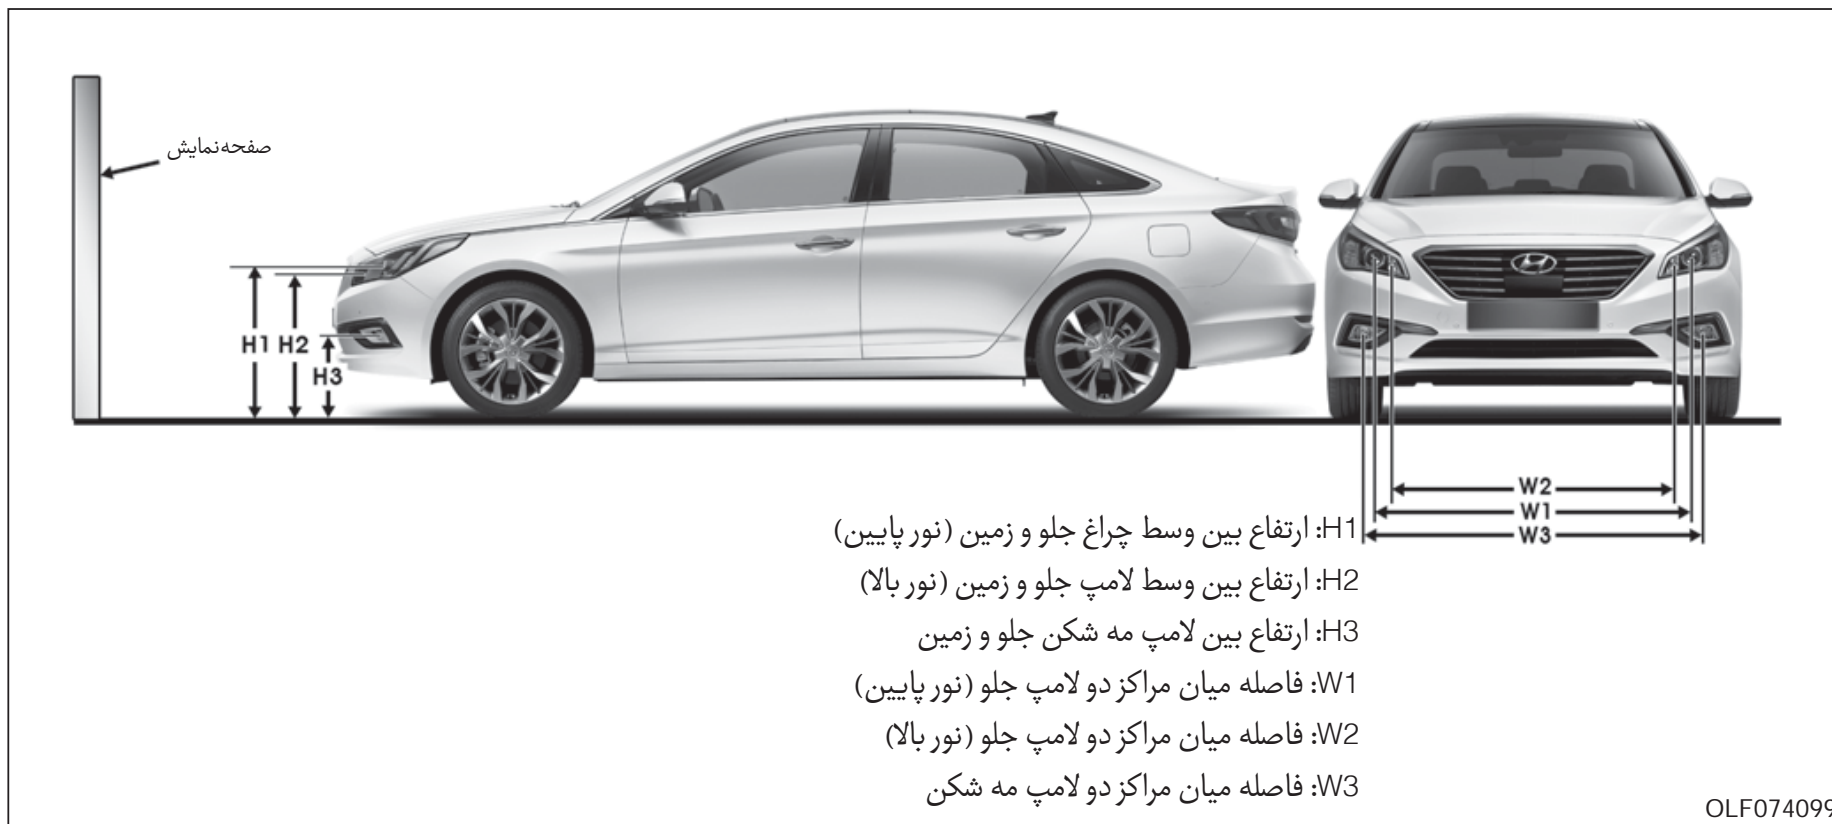 صفحه‌نمایش
H1 H2
H3
W2
W1
W3
H1: ارتفاع بین وسط چراغ جلو و زمین (نور پایین)
H2: ارتفاع بین وسط لامپ جلو و زمین (نور بالا)
H3: ارتفاع بین لامپ مه شکن جلو و زمین
W1: فاصله میان مراکز دو لامپ جلو (نور پایین)
W2: فاصله میان مراکز دو لامپ جلو (نور بالا)
W3: فاصله میان مراکز دو لامپ مه شکن
OLF074099